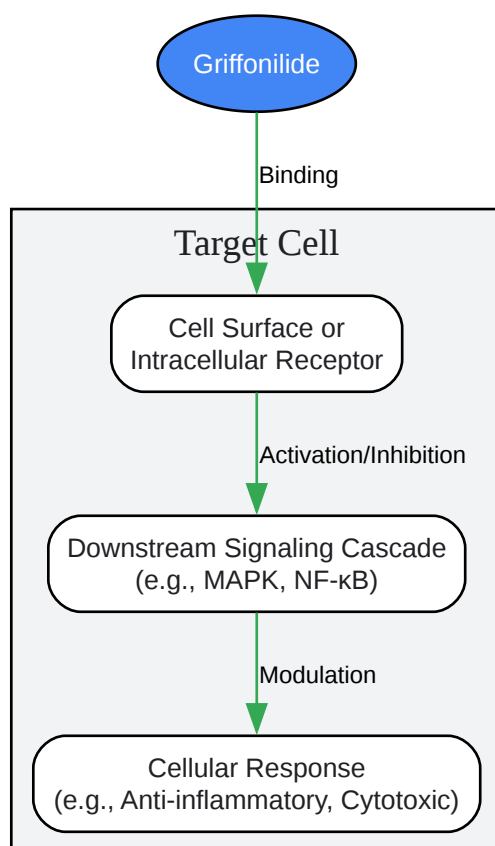 Griffonilide
Binding
Target Cell
Cell Surface or
Intracellular Receptor
Activation/Inhibition
Downstream Signaling Cascade
(e.g., MAPK, NF-κB)
Modulation
Cellular Response
(e.g., Anti-inflammatory, Cytotoxic)